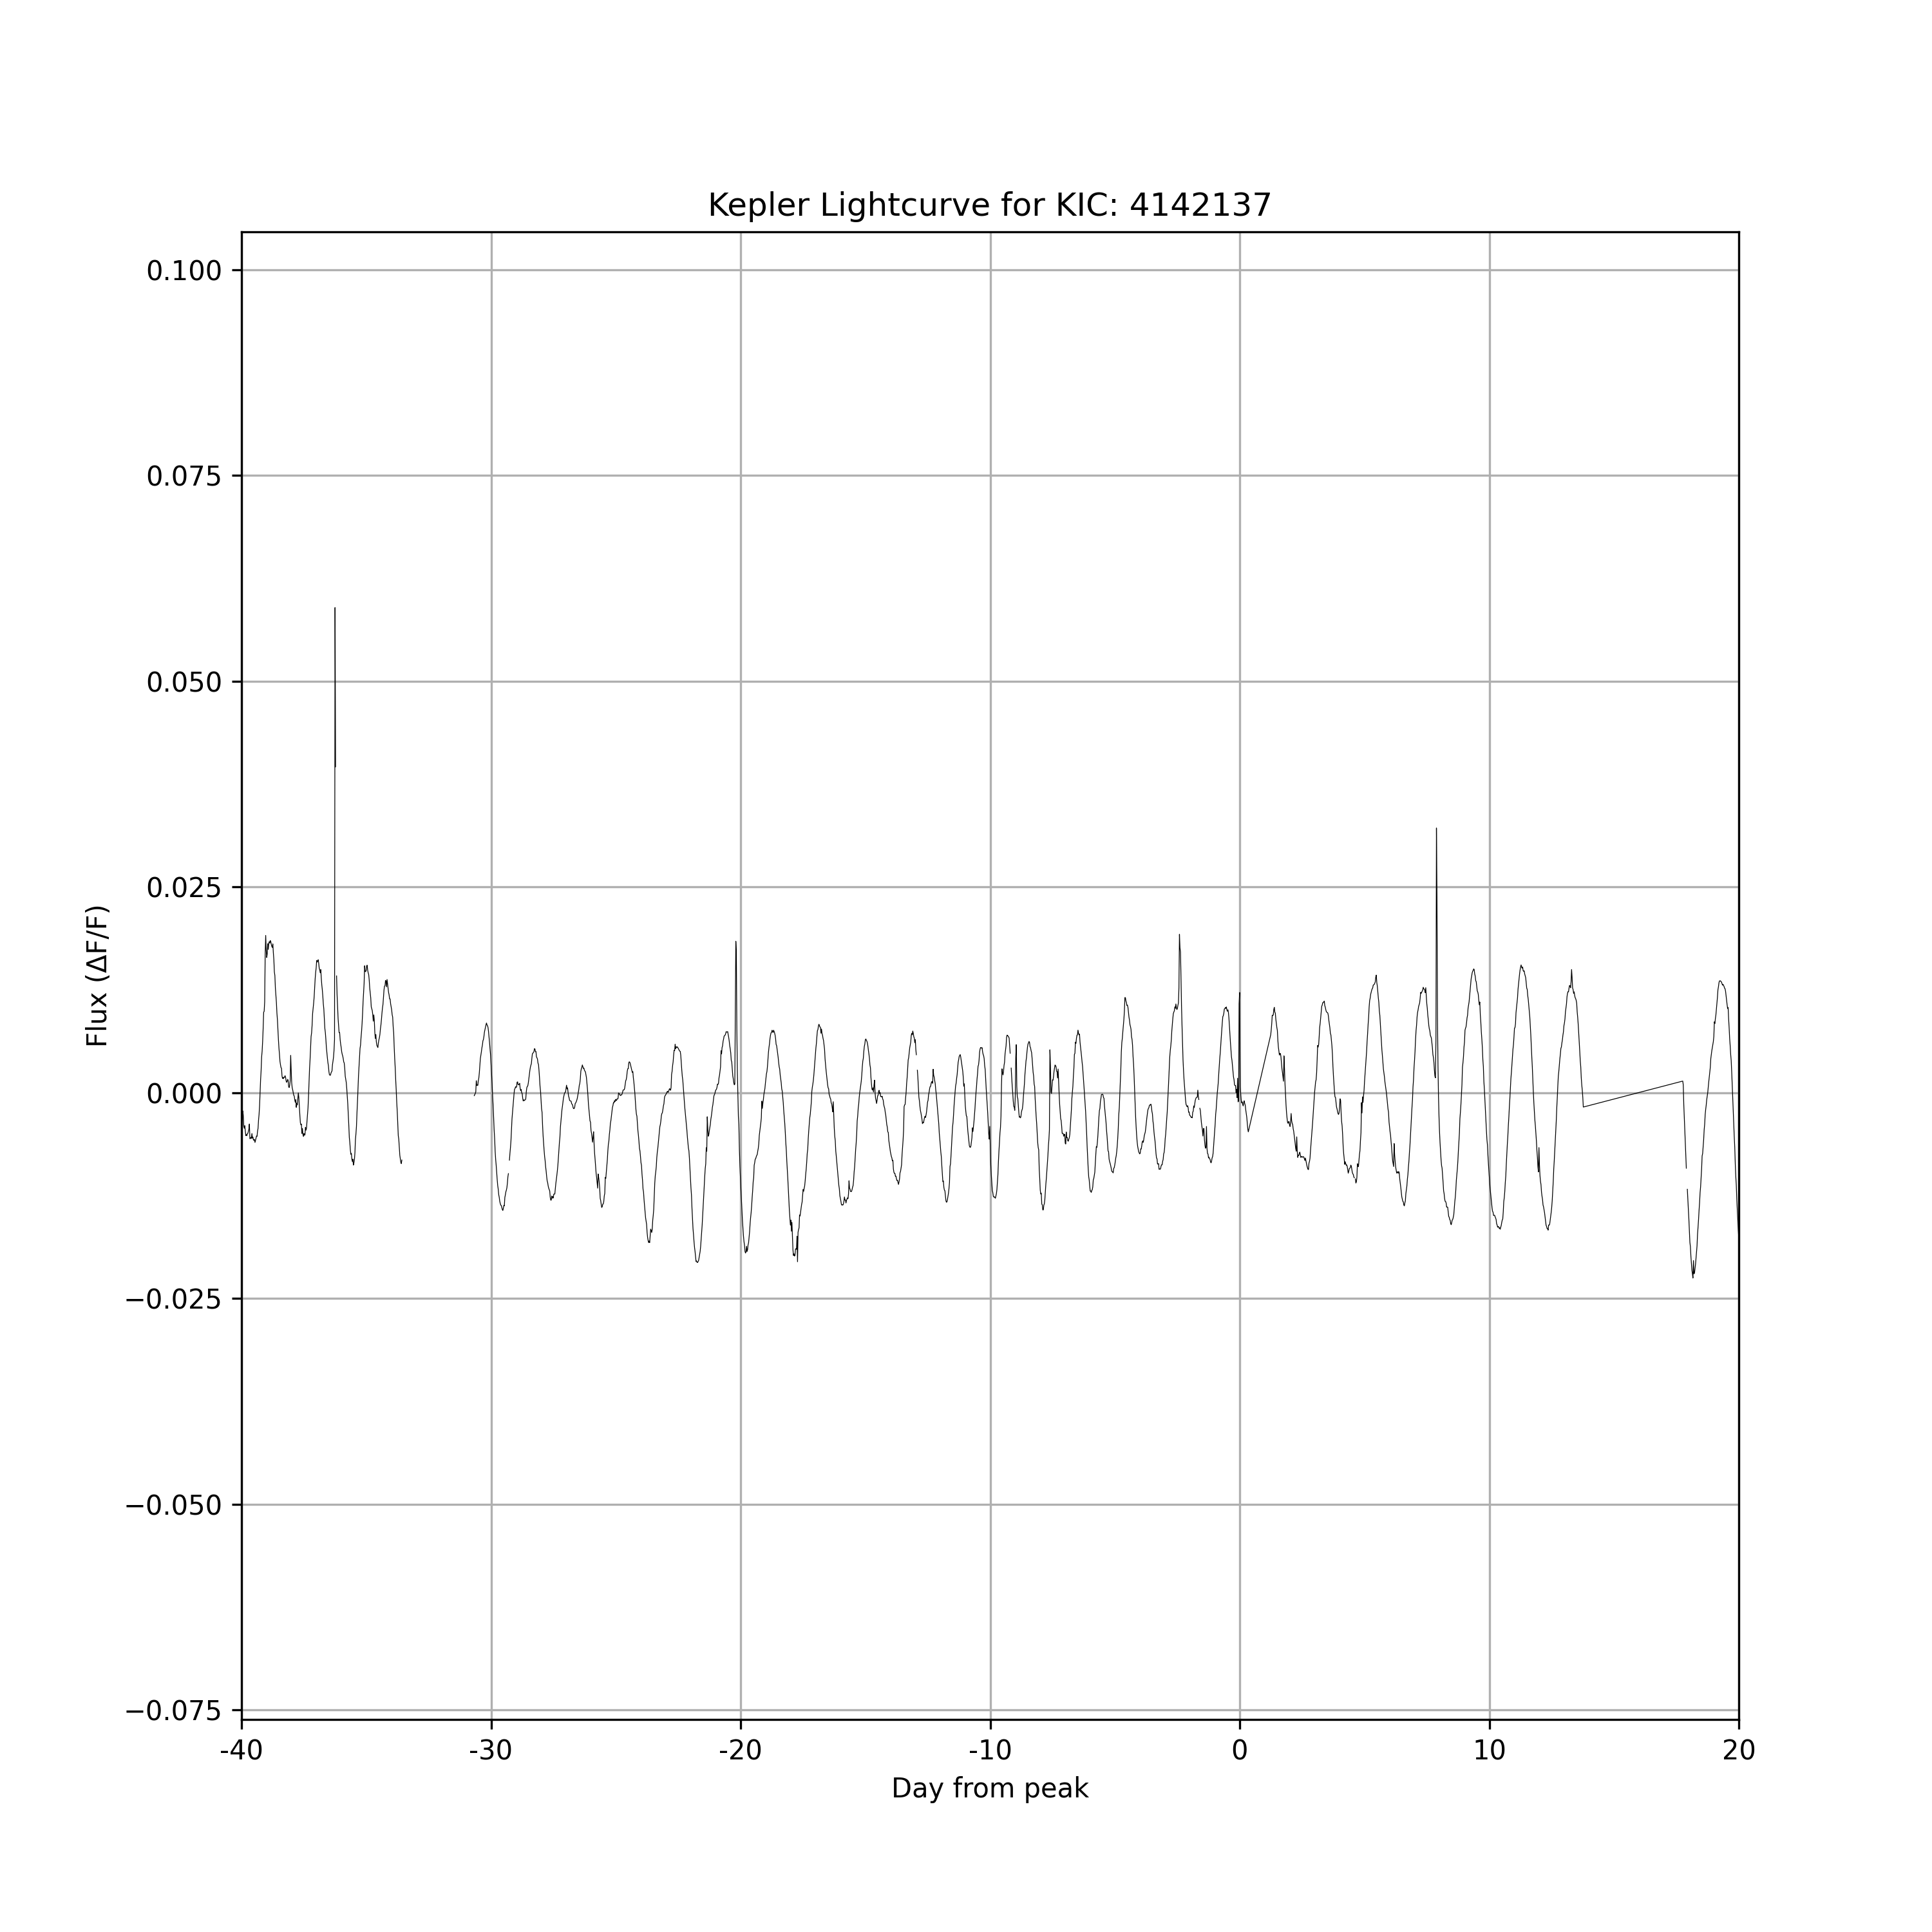 Kepler Lightcurve for KIC: 4142137
0.100
0.075
0.050
0.025
0.000
−0.025
−0.050
−0.075
Flux (ΔF/F)
-40 -30 -20 -10 0 10 20
Day from peak